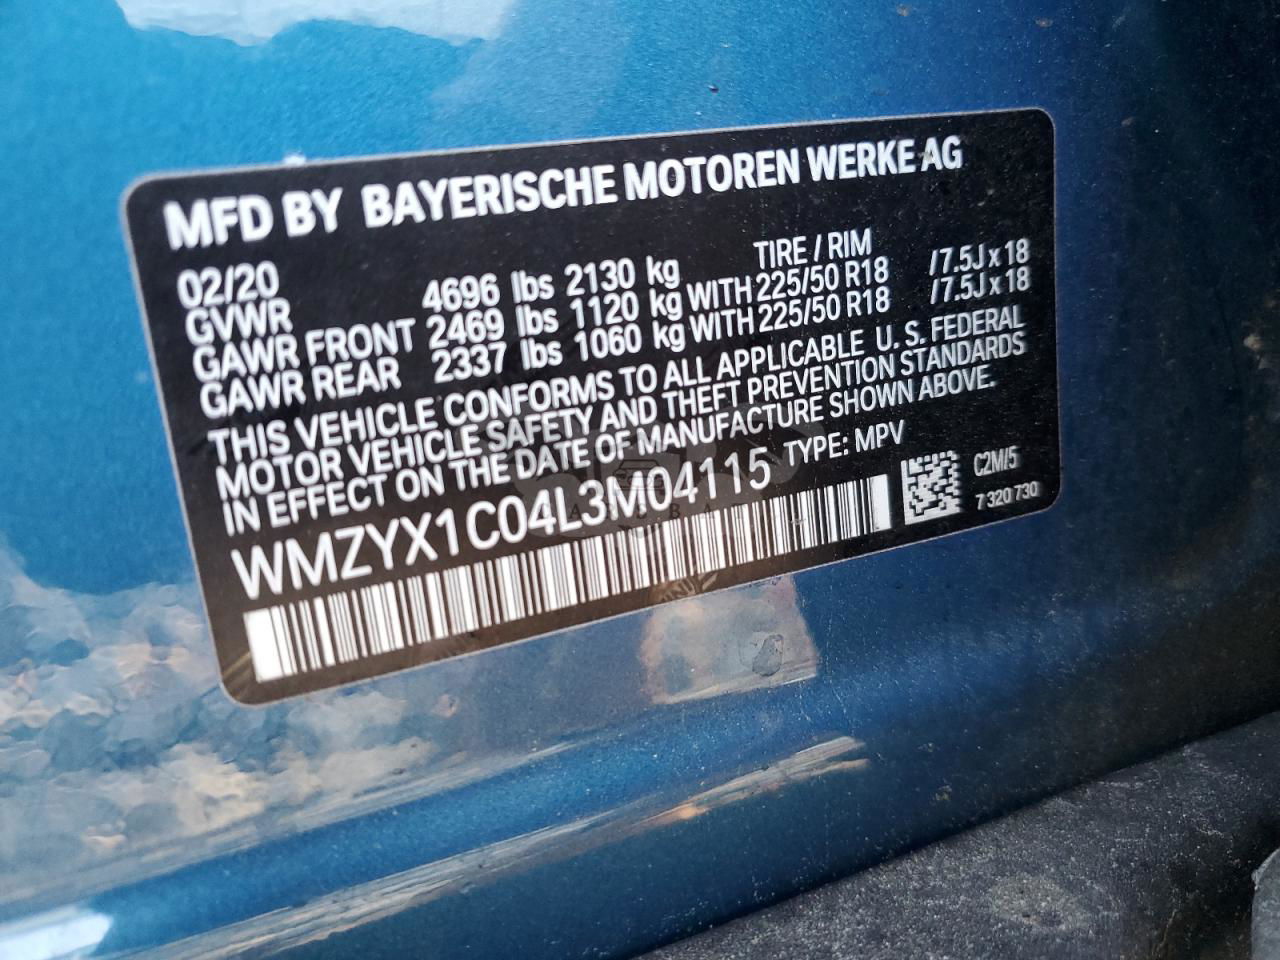 MFD BY BAYERISCHE MOTOREN WERKE AG
02/20 TIRE / RIM
GVWR 4696 lbs 2130 kg
GAWR FRONT 2469 lbs 1120 kg WITH 225/50 R18 /7.5J x 18
GAWR REAR 2337 lbs 1060 kg WITH 225/50 R18 /7.5J x 18
THIS VEHICLE CONFORMS TO ALL APPLICABLE U. S. FEDERAL
MOTOR VEHICLE SAFETY AND THEFT PREVENTION STANDARDS
IN EFFECT ON THE DATE OF MANUFACTURE SHOWN ABOVE.
WMZYX1C04L3M04115 TYPE: MPV
C2M/5
7 320 730